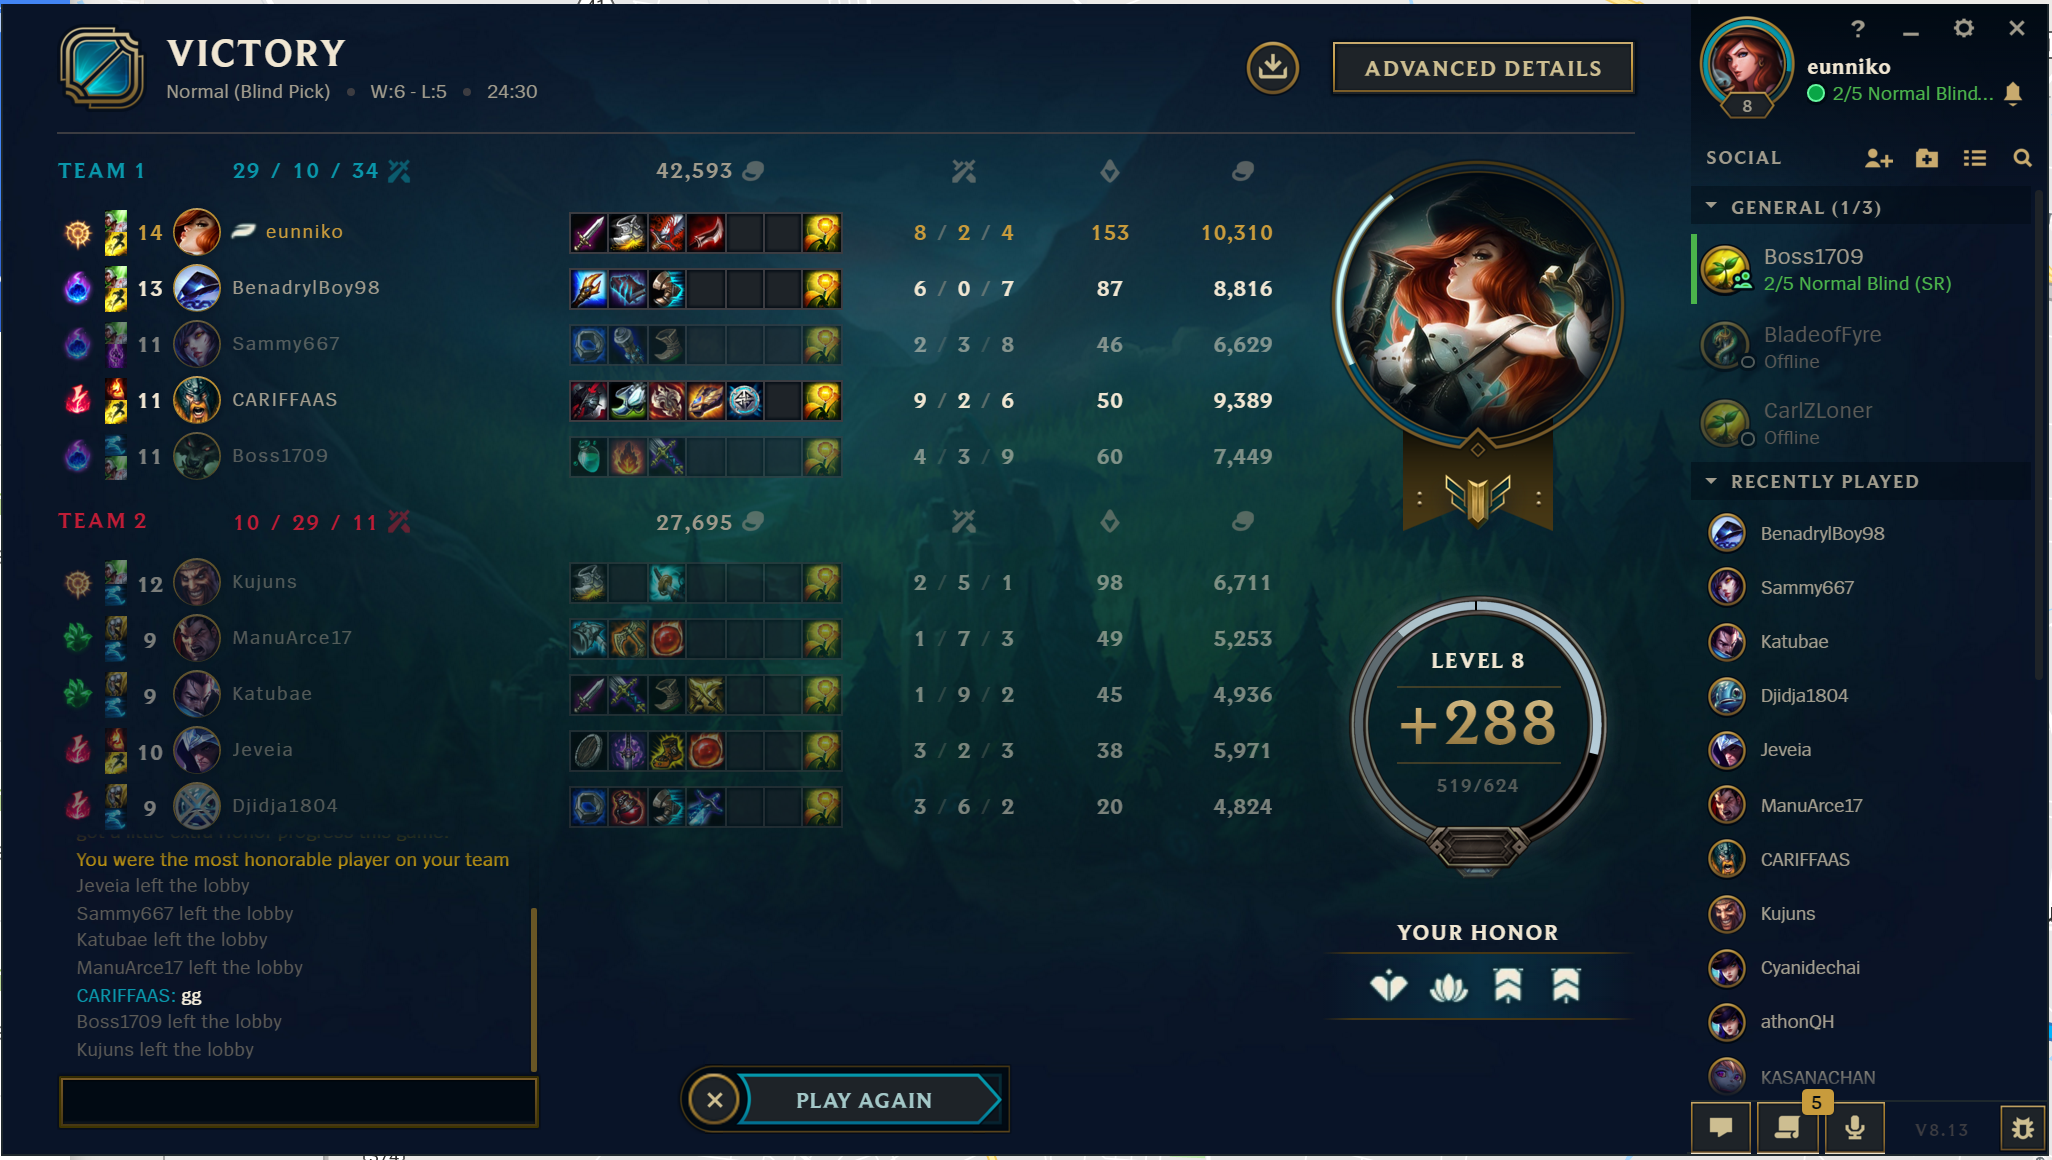 VICTORY
Normal (Blind Pick) • W:6 - L:5 • 24:30
ADVANCED DETAILS
TEAM 1 29 / 10 / 34 42,593
14 eunniko 8 / 2 / 4 153 10,310
13 BenadrylBoy98 6 / 0 / 7 87 8,816
11 Sammy667 2 / 3 / 8 46 6,629
11 CARIFFAAS 9 / 2 / 6 50 9,389
11 Boss1709 4 / 3 / 9 60 7,449
TEAM 2 10 / 29 / 11 27,695
12 Kujuns 2 / 5 / 1 98 6,711
9 ManuArce17 1 / 7 / 3 49 5,253
9 Katubae 1 / 9 / 2 45 4,936
10 Jeveia 3 / 2 / 3 38 5,971
9 Djidja1804 3 / 6 / 2 20 4,824
got a little extra Honor progress this game.
You were the most honorable player on your team
Jeveia left the lobby
Sammy667 left the lobby
Katubae left the lobby
ManuArce17 left the lobby
CARIFFAAS: gg
Boss1709 left the lobby
Kujuns left the lobby
PLAY AGAIN
LEVEL 8
+288
519/624
YOUR HONOR
?
eunniko
8
2/5 Normal Blind...
SOCIAL
GENERAL (1/3)
Boss1709
2/5 Normal Blind (SR)
BladeofFyre
Offline
CarlZLoner
Offline
RECENTLY PLAYED
BenadrylBoy98
Sammy667
Katubae
Djidja1804
Jeveia
ManuArce17
CARIFFAAS
Kujuns
Cyanidechai
athonQH
KASANACHAN
5
V8.13